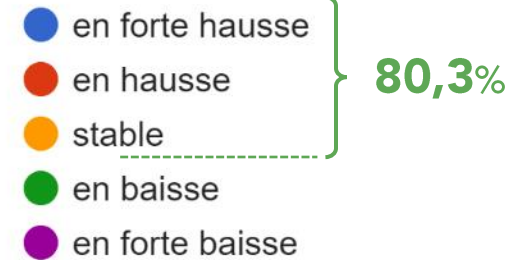 en forte hausse
en hausse
80,3%
stable
en baisse
en forte baisse